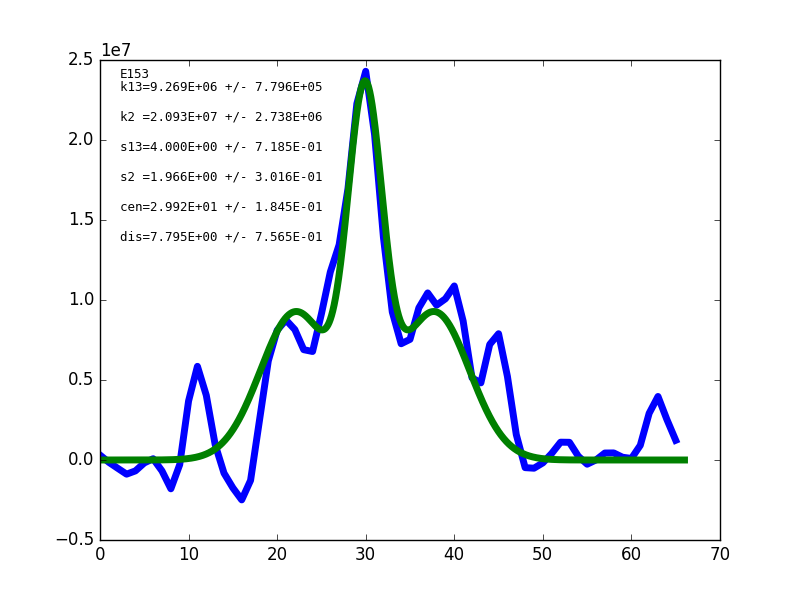 1e7
2.5
E153
k13=9.269E+06 +/- 7.796E+05
k2 =2.093E+07 +/- 2.738E+06
2.0
s13=4.000E+00 +/- 7.185E-01
s2 =1.966E+00 +/- 3.016E-01
cen=2.992E+01 +/- 1.845E-01
1.5
dis=7.795E+00 +/- 7.565E-01
1.0
0.5
0.0
−0.5
0 10 20 30 40 50 60 70